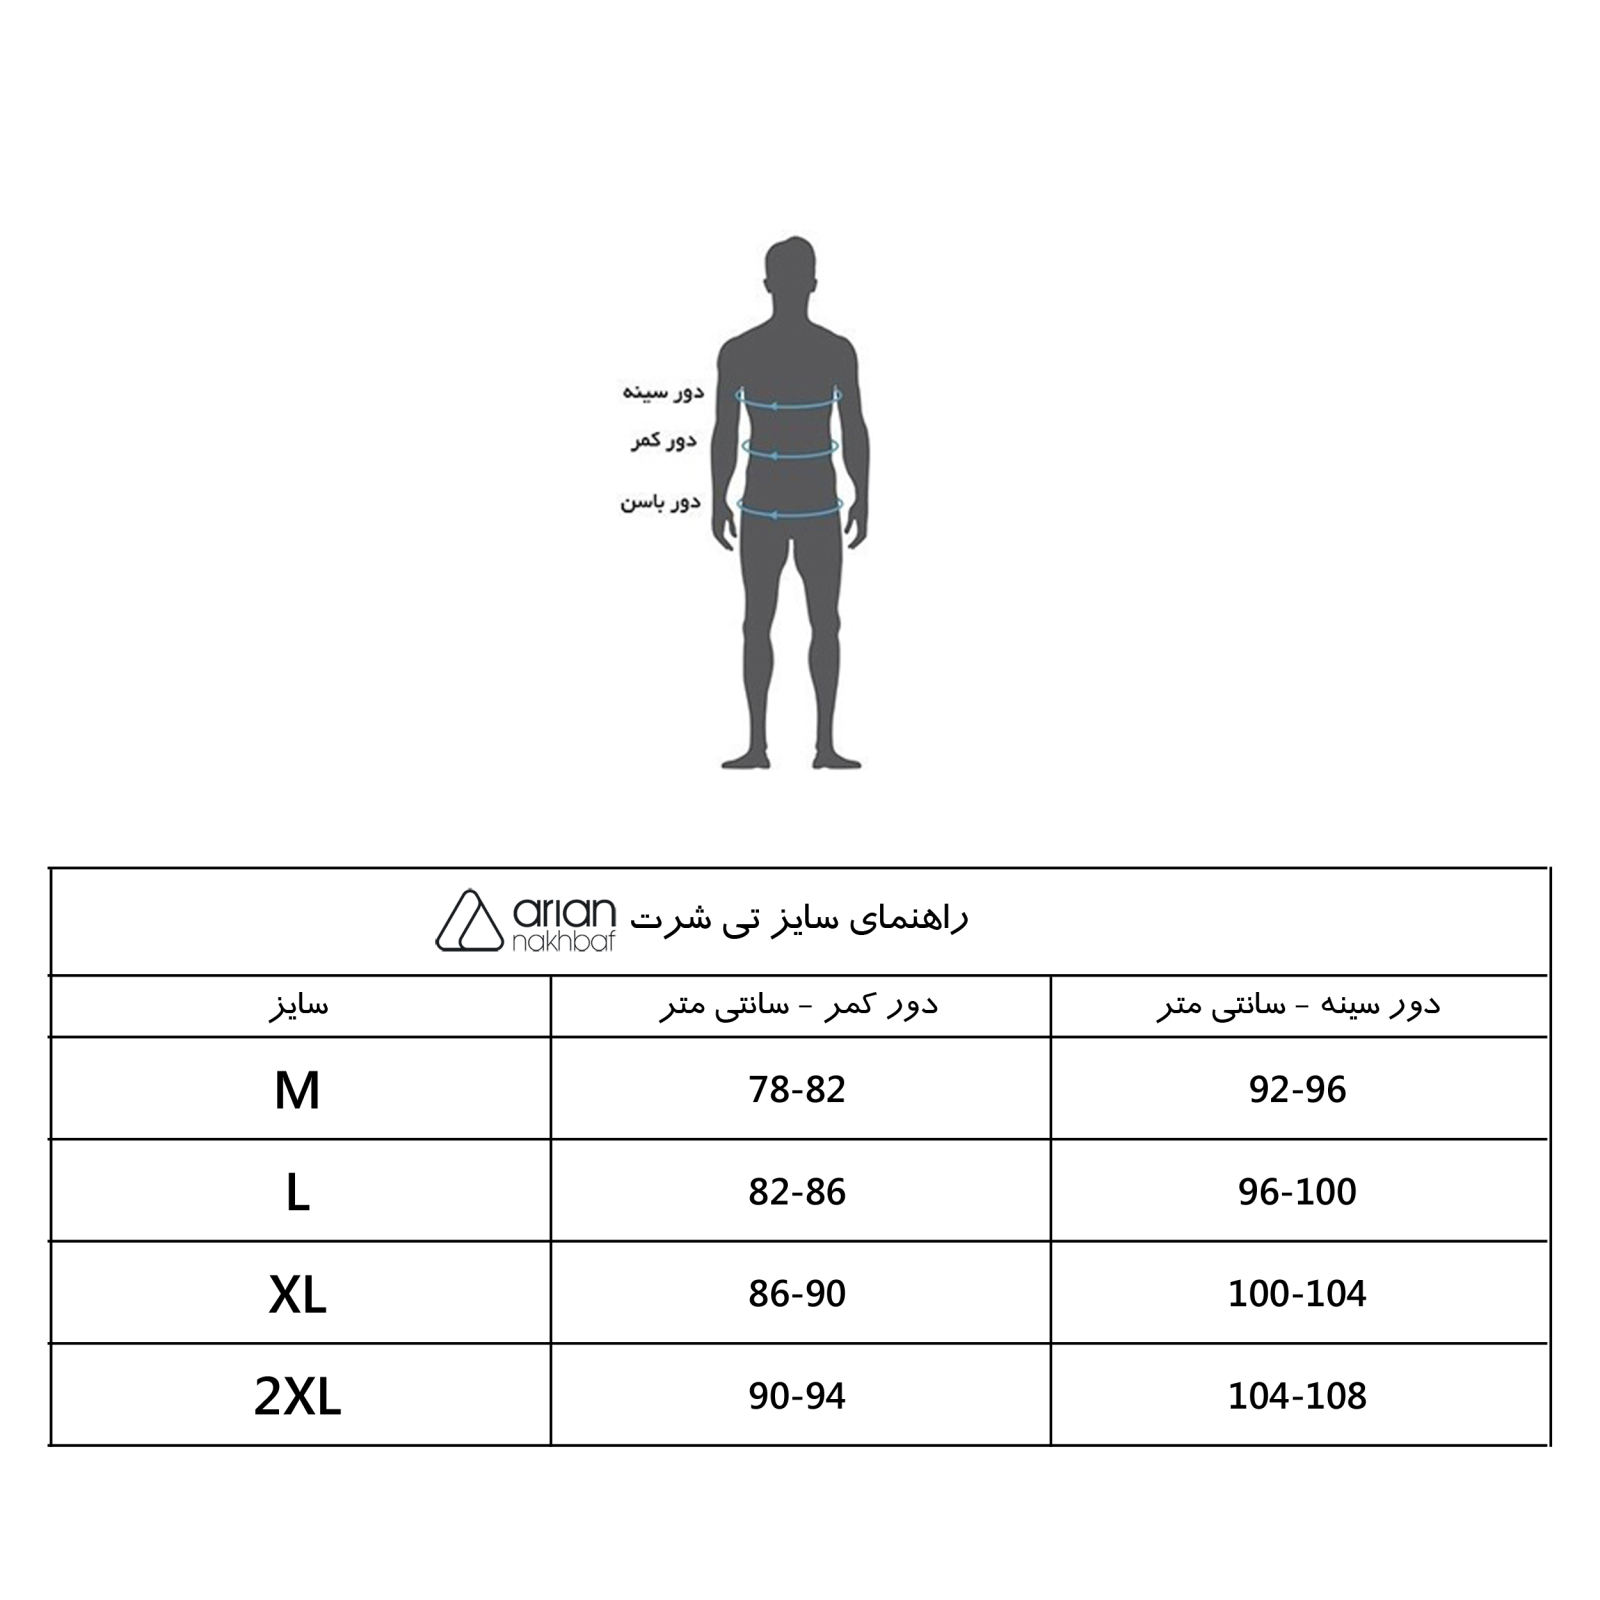 دور سینه
دور کمر
دور باسن
راهنمای سایز تی شرت arian nakhbaf
دور سینه - سانتی متر دور کمر - سانتی متر سایز
92-96 78-82 M
96-100 82-86 L
100-104 86-90 XL
104-108 90-94 2XL